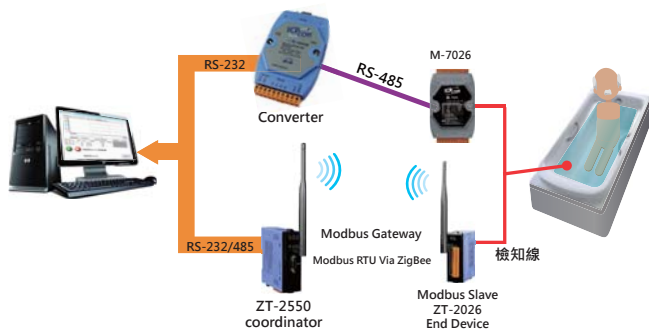 RS-232
RS-485
M-7026
Converter
Modbus Gateway
Modbus RTU Via ZigBee
RS-232/485
檢知線
ZT-2550
coordinator
Modbus Slave
ZT-2026
End Device